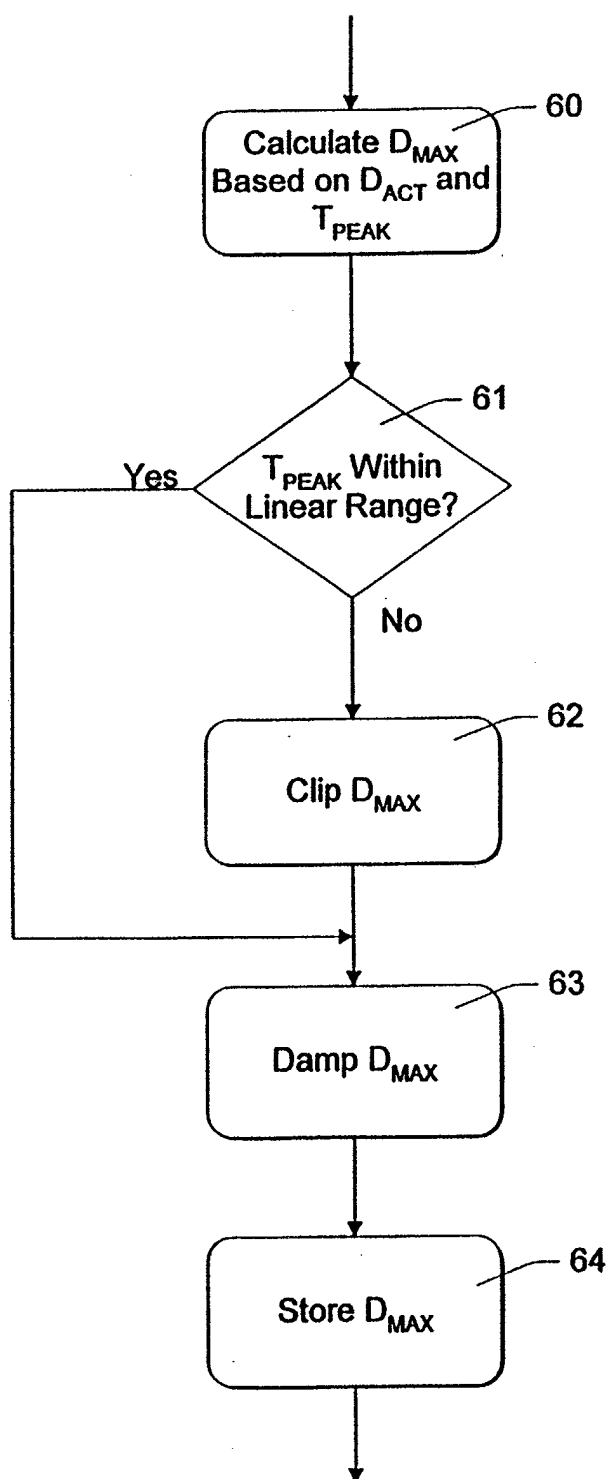 60
Calculate D_MAX
Based on D_ACT and
T_PEAK
61
Yes
T_PEAK Within
Linear Range?
No
62
Clip D_MAX
63
Damp D_MAX
64
Store D_MAX